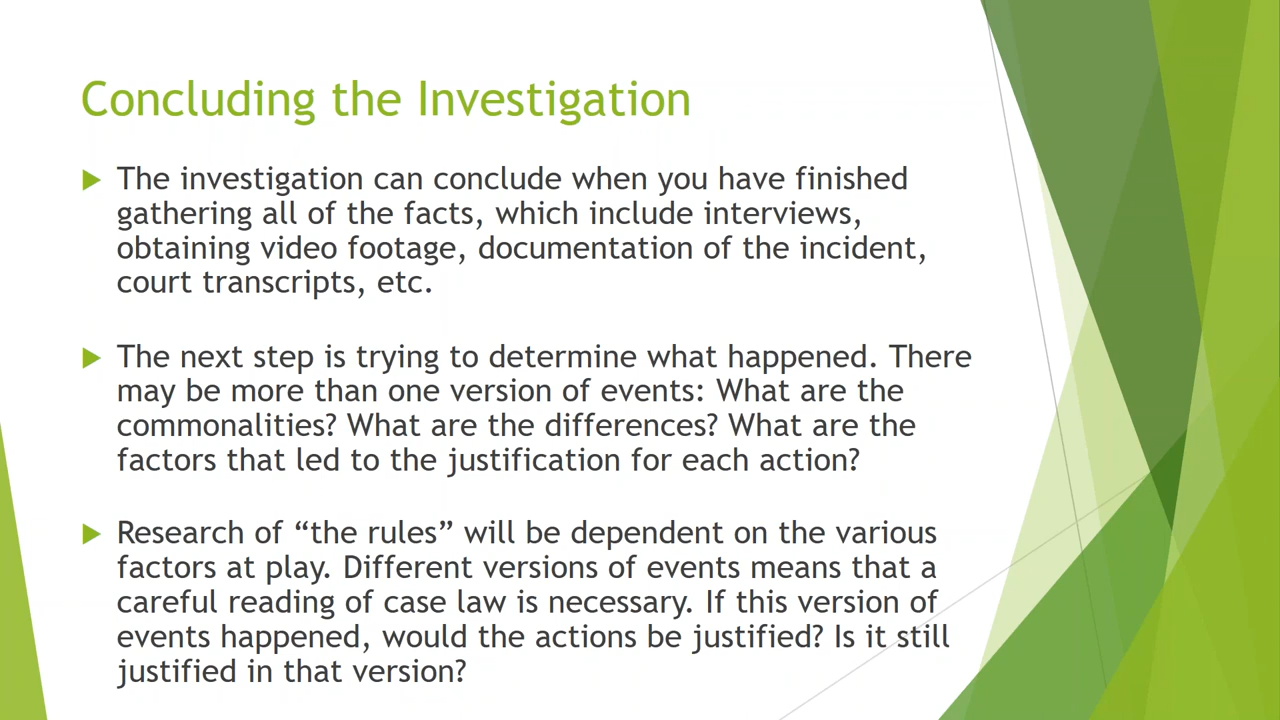 Concluding the Investigation
The investigation can conclude when you have finished
gathering all of the facts, which include interviews,
obtaining video footage, documentation of the incident,
court transcripts, etc.
The next step is trying to determine what happened. There
may be more than one version of events: What are the
commonalities? What are the differences? What are the
factors that led to the justification for each action?
Research of “the rules” will be dependent on the various
factors at play. Different versions of events means that a
careful reading of case law is necessary. If this version of
events happened, would the actions be justified? Is it still
justified in that version?